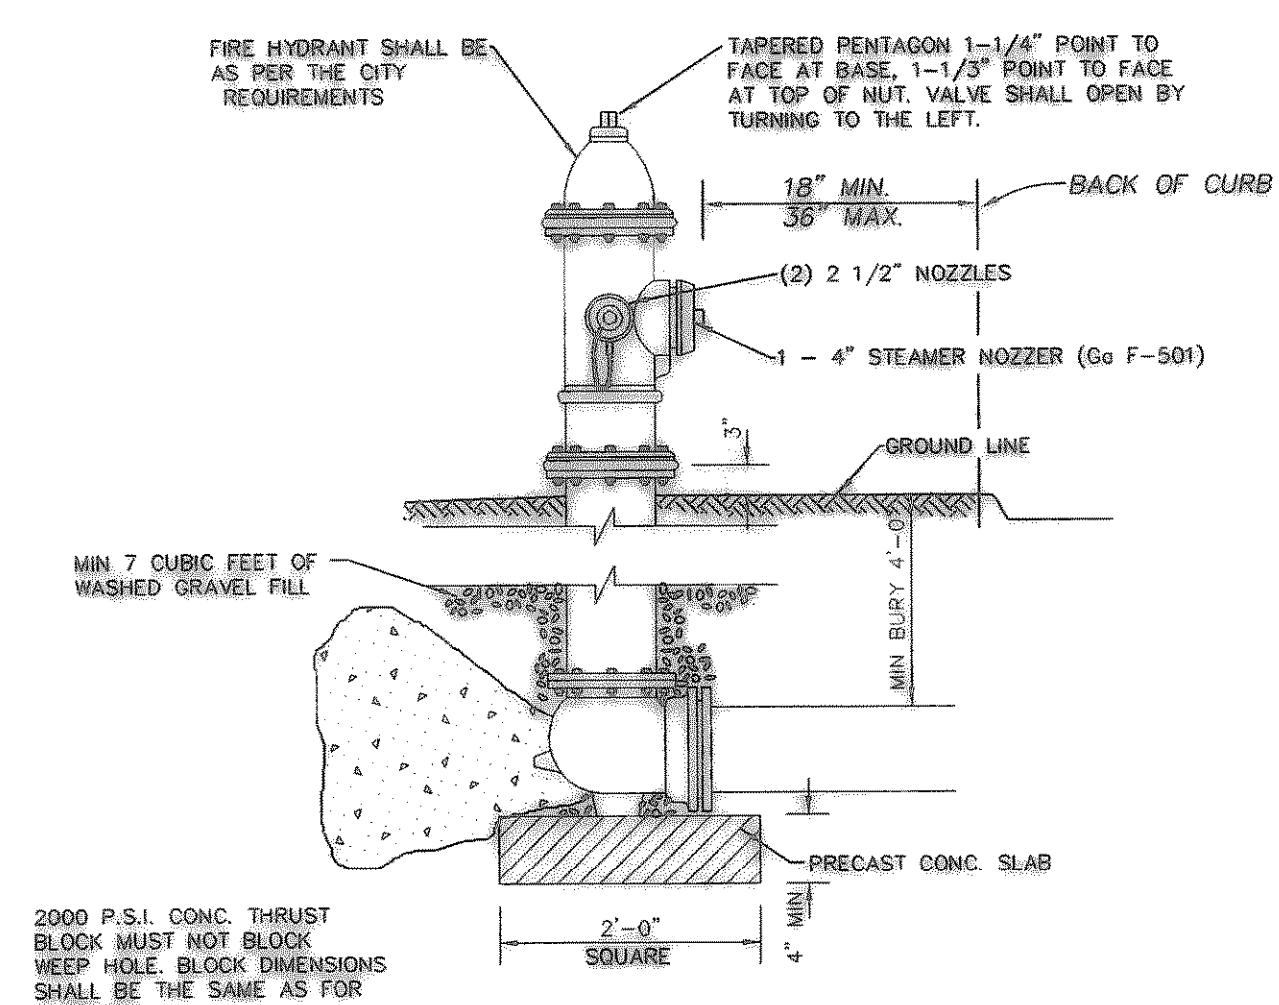 FIRE HYDRANT SHALL BE
AS PER THE CITY
REQUIREMENTS
TAPERED PENTAGON 1-1/4" POINT TO
FACE AT BASE, 1-1/3" POINT TO FACE
AT TOP OF NUT. VALVE SHALL OPEN BY
TURNING TO THE LEFT.
18" MIN.
36" MAX.
BACK OF CURB
(2) 2 1/2" NOZZLES
1 - 4" STEAMER NOZZER (Ga F-501)
3"
GROUND LINE
MIN 7 CUBIC FEET OF
WASHED GRAVEL FILL
MIN BURY 4'-0"
PRECAST CONC. SLAB
4" MIN
2'-0"
SQUARE
2000 P.S.I. CONC. THRUST
BLOCK MUST NOT BLOCK
WEEP HOLE. BLOCK DIMENSIONS
SHALL BE THE SAME AS FOR